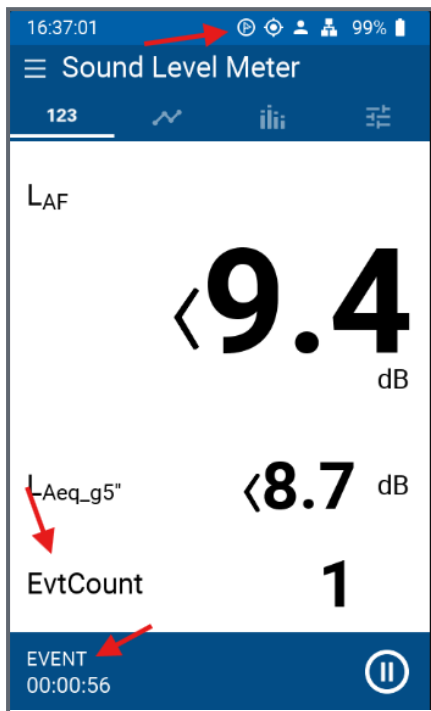 16:37:01 99%
Sound Level Meter
123
LAF
<9.4
dB
LAeq_g5" <8.7 dB
EvtCount 1
EVENT
00:00:56